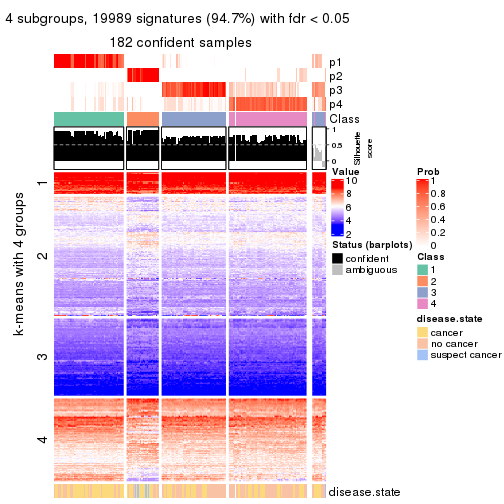 4 subgroups, 19989 signatures (94.7%) with fdr < 0.05
182 confident samples
p1
p2
p3
p4
Class
1
0.5
0
Silhouette
score
k-means with 4 groups
1
2
3
4
disease.state
Value
10
8
6
4
2
Status (barplots)
confident
ambiguous
Prob
1
0.8
0.6
0.4
0.2
0
Class
1
2
3
4
disease.state
cancer
no cancer
suspect cancer